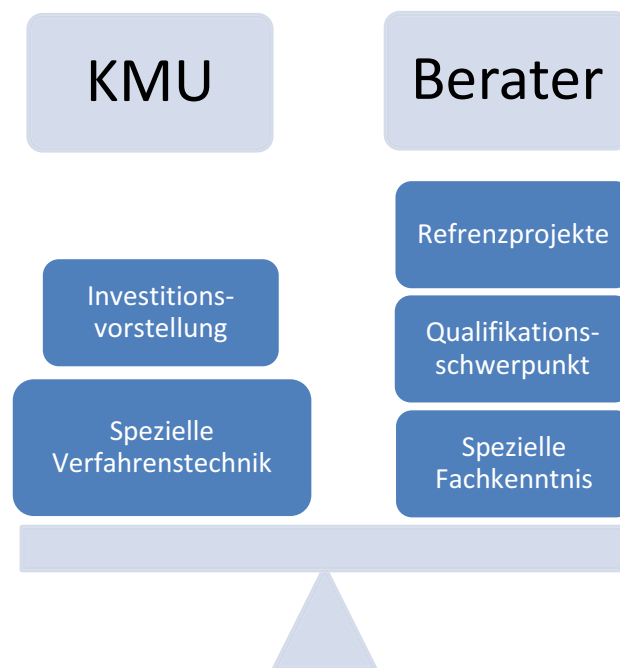 KMU
Berater
Refrenzprojekte
Investitions-
vorstellung
Qualifikations-
schwerpunkt
Spezielle
Verfahrenstechnik
Spezielle
Fachkenntnis